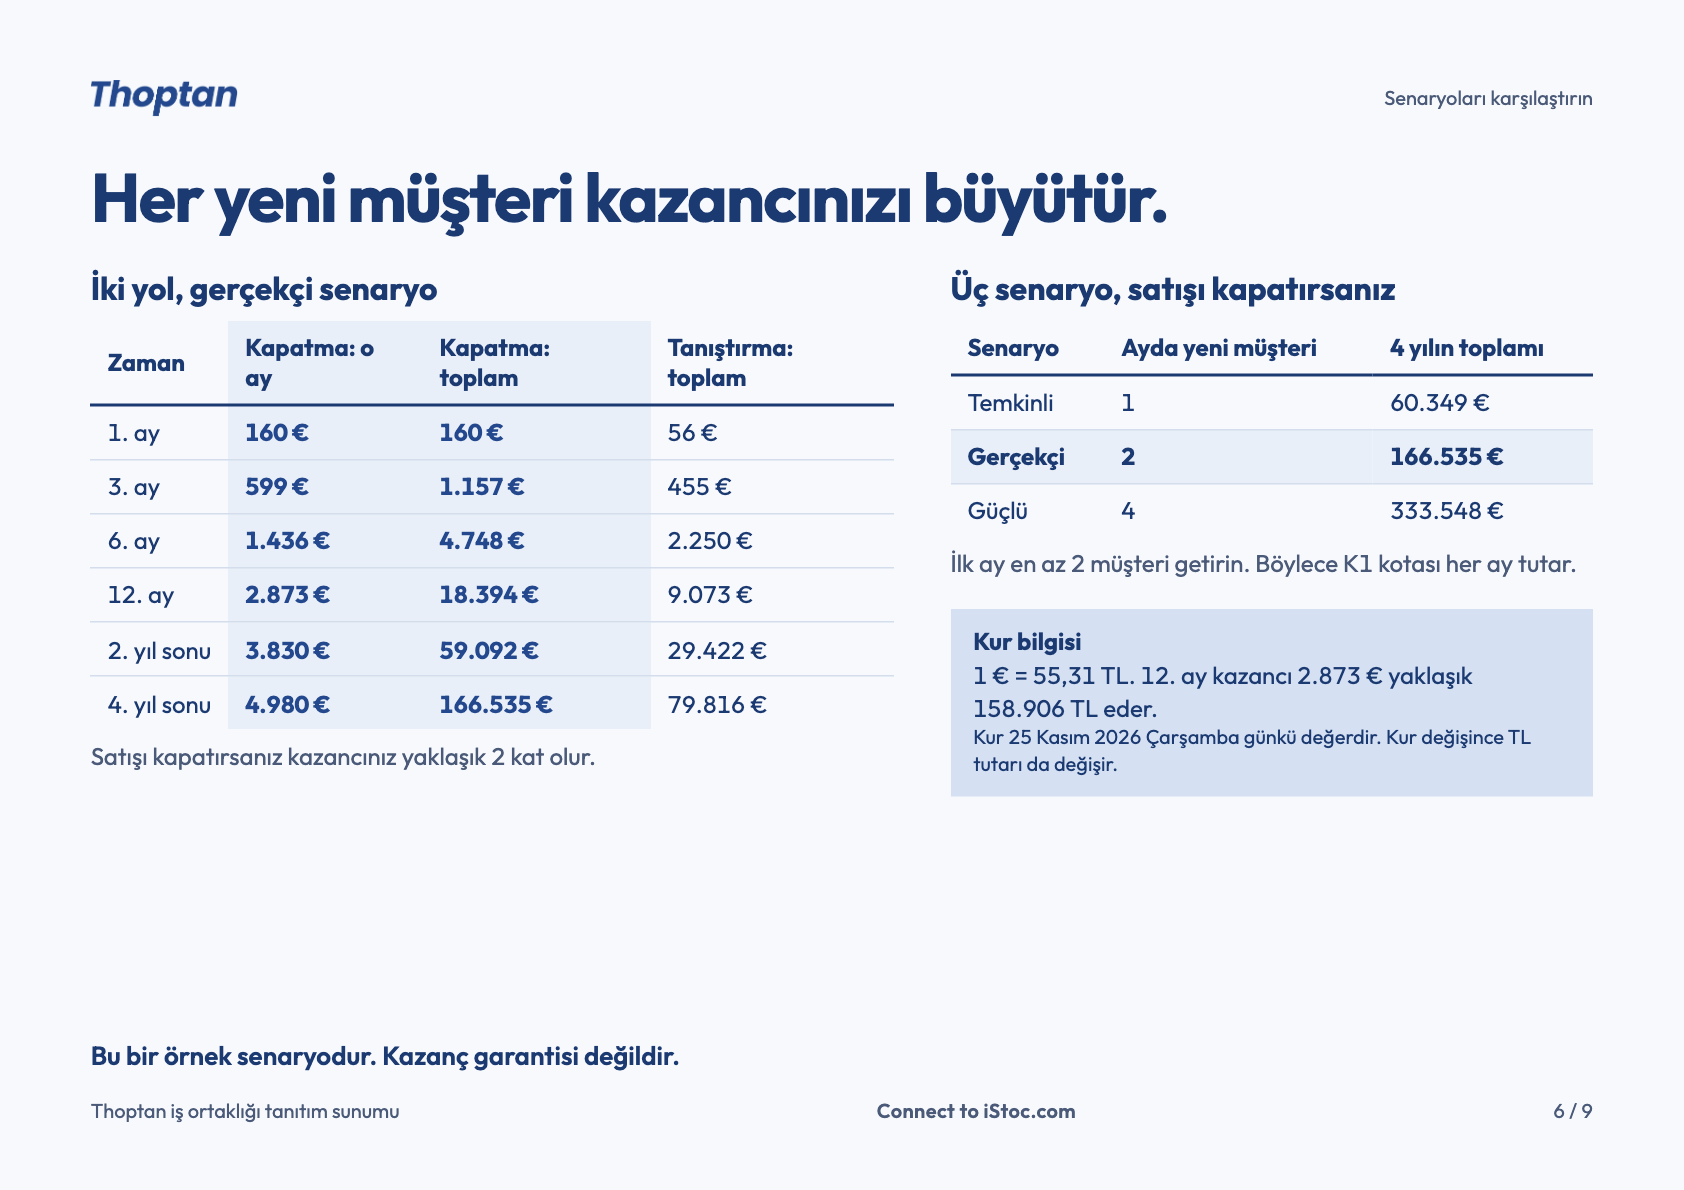 Thoptan
Senaryoları karşılaştırın
Her yeni müşteri kazancınızı büyütür.
İki yol, gerçekçi senaryo
Zaman Kapatma: o ay Kapatma: toplam Tanıştırma: toplam
1. ay 160 € 160 € 56 €
3. ay 599 € 1.157 € 455 €
6. ay 1.436 € 4.748 € 2.250 €
12. ay 2.873 € 18.394 € 9.073 €
2. yıl sonu 3.830 € 59.092 € 29.422 €
4. yıl sonu 4.980 € 166.535 € 79.816 €
Satışı kapatırsanız kazancınız yaklaşık 2 kat olur.
Üç senaryo, satışı kapatırsanız
Senaryo Ayda yeni müşteri 4 yılın toplamı
Temkinli 1 60.349 €
Gerçekçi 2 166.535 €
Güçlü 4 333.548 €
İlk ay en az 2 müşteri getirin. Böylece K1 kotası her ay tutar.
Kur bilgisi
1 € = 55,31 TL. 12. ay kazancı 2.873 € yaklaşık
158.906 TL eder.
Kur 25 Kasım 2026 Çarşamba günkü değerdir. Kur değişince TL
tutarı da değişir.
Bu bir örnek senaryodur. Kazanç garantisi değildir.
Thoptan iş ortaklığı tanıtım sunumu
Connect to iStoc.com
6 / 9